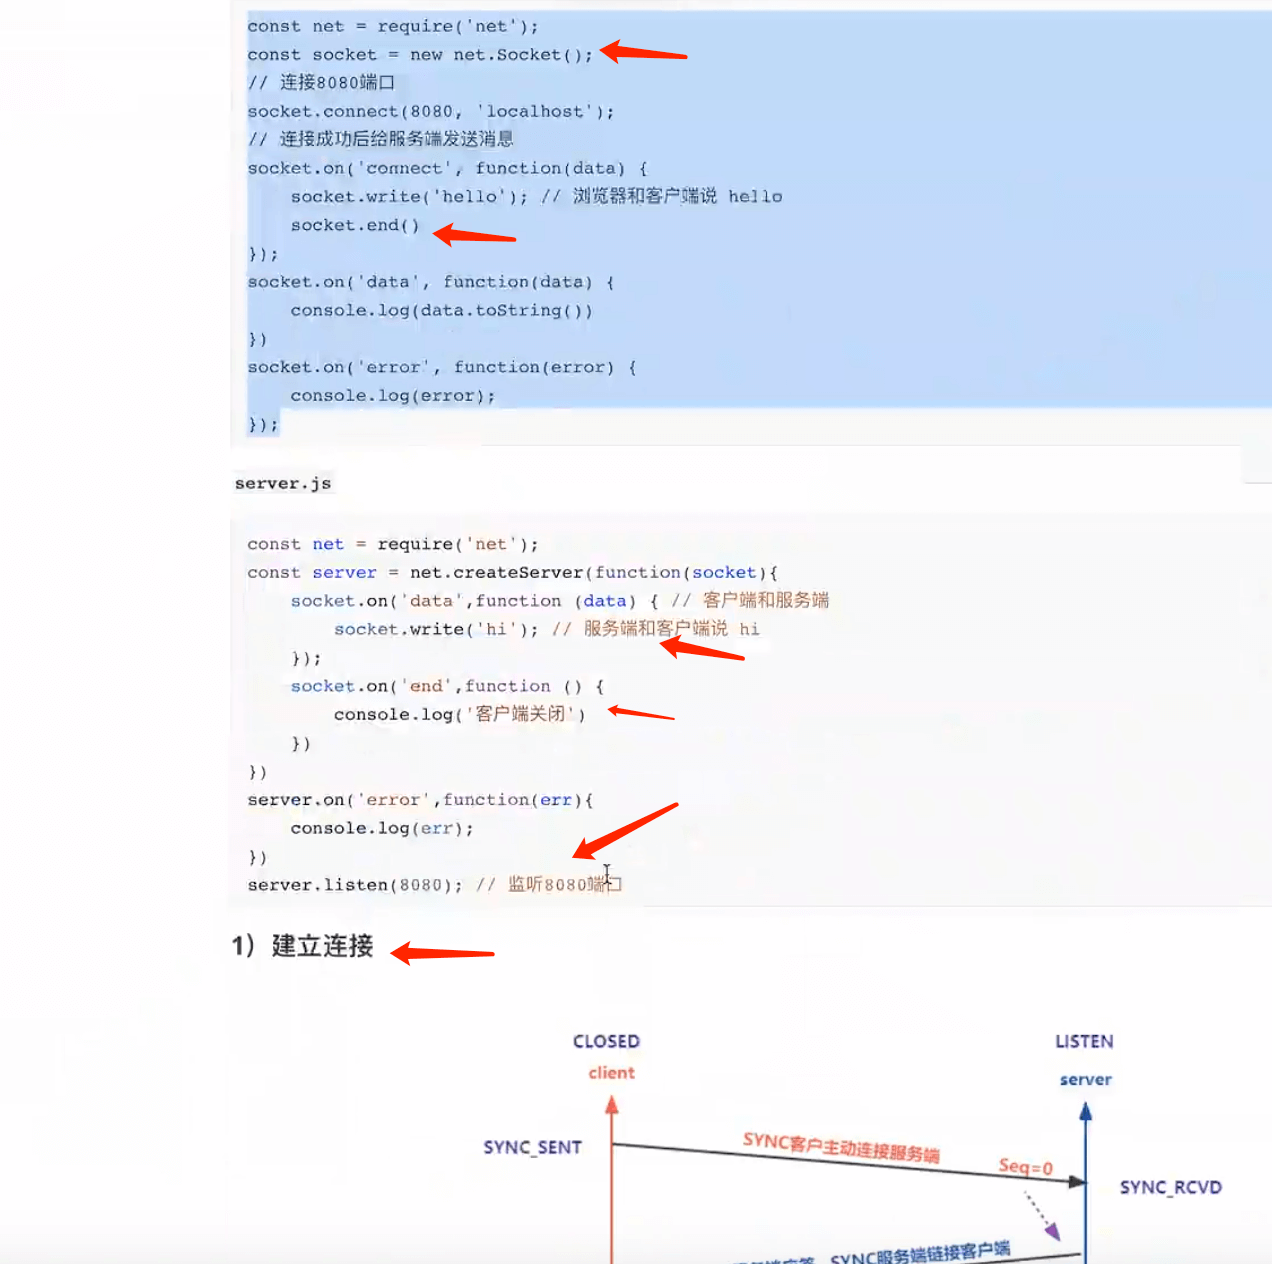 const net = require('net');
const socket = new net.Socket();
// 连接8080端口
socket.connect(8080, 'localhost');
// 连接成功后给服务端发送消息
socket.on('connect', function(data) {
socket.write('hello'); // 浏览器和客户端说 hello
socket.end()
});
socket.on('data', function(data) {
console.log(data.toString())
})
socket.on('error', function(error) {
console.log(error);
});
server.js
const net = require('net');
const server = net.createServer(function(socket){
socket.on('data',function (data) { // 客户端和服务端
socket.write('hi'); // 服务端和客户端说 hi
});
socket.on('end',function () {
console.log('客户端关闭')
})
})
server.on('error',function(err){
console.log(err);
})
server.listen(8080); // 监听8080端口
1）建立连接
CLOSED
LISTEN
client
server
SYNC_SENT
SYNC客户主动连接服务端
Seq=0
SYNC_RCVD
SYNC服务端链接客户端